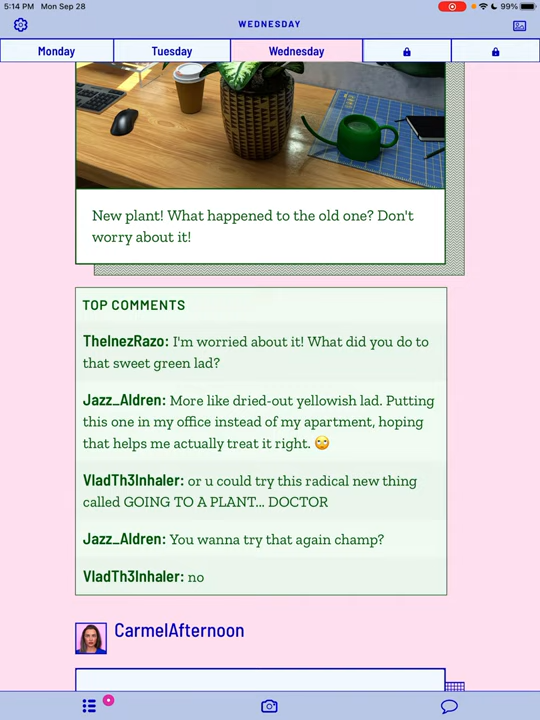 5:14 PM Mon Sep 28
99%
WEDNESDAY
Monday
Tuesday
Wednesday
New plant! What happened to the old one? Don't
worry about it!
TOP COMMENTS
TheInezRazo: I'm worried about it! What did you do to
that sweet green lad?
Jazz_Aldren: More like dried-out yellowish lad. Putting
this one in my office instead of my apartment, hoping
that helps me actually treat it right. 🙄
VladTh3Inhaler: or u could try this radical new thing
called GOING TO A PLANT... DOCTOR
Jazz_Aldren: You wanna try that again champ?
VladTh3Inhaler: no
CarmelAfternoon